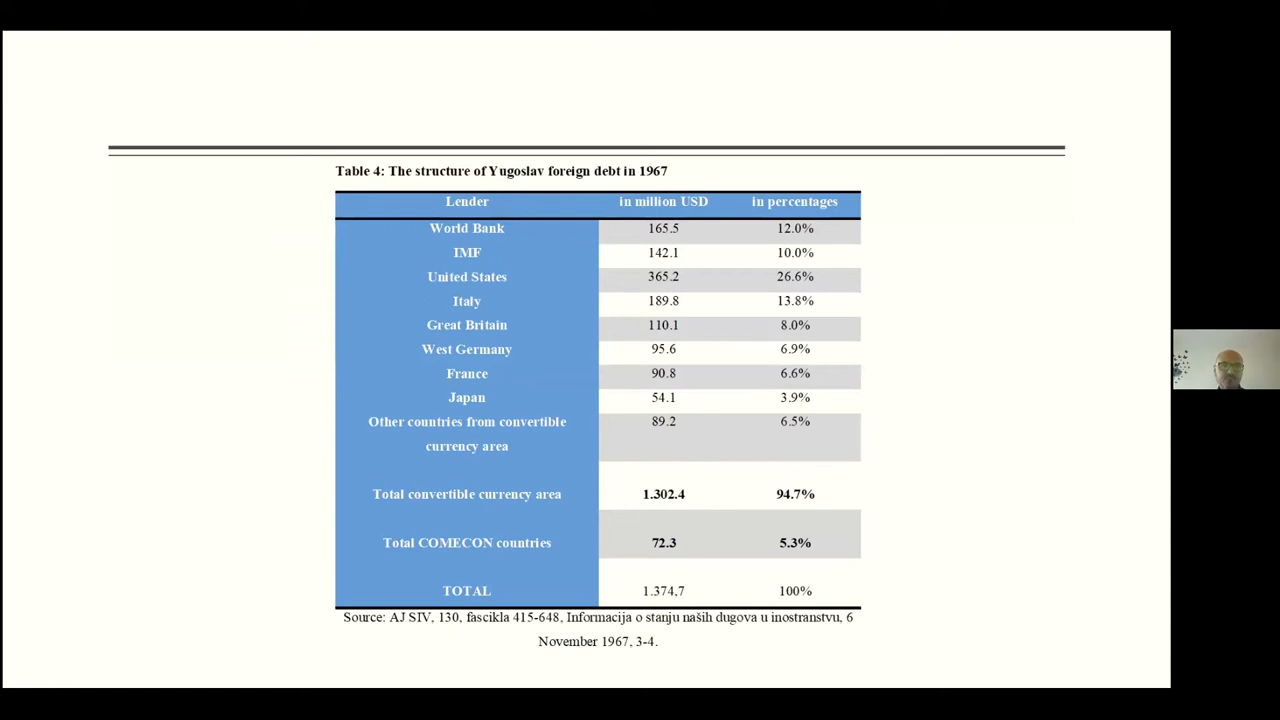 Table 4: The structure of Yugoslav foreign debt in 1967
Lender in million USD in percentages
World Bank 165.5 12.0%
IMF 142.1 10.0%
United States 365.2 26.6%
Italy 189.8 13.8%
Great Britain 110.1 8.0%
West Germany 95.6 6.9%
France 90.8 6.6%
Japan 54.1 3.9%
Other countries from convertible 89.2 6.5%
currency area
Total convertible currency area 1.302.4 94.7%
Total COMECON countries 72.3 5.3%
TOTAL 1.374,7 100%
Source: AJ SIV, 130, fascikla 415-648, Informacija o stanju naših dugova u inostranstvu, 6
November 1967, 3-4.